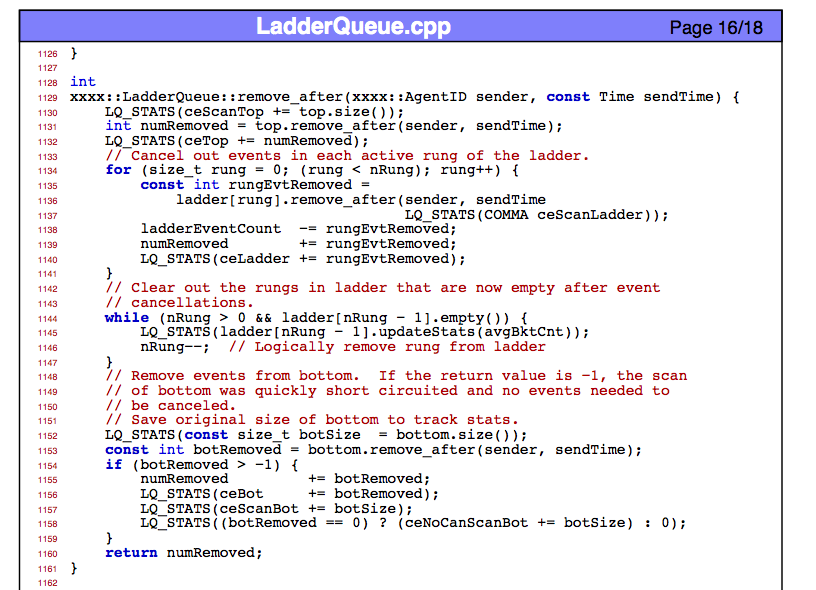 LadderQueue.cpp Page 16/18
1126 }
1127
1128 int
1129 xxxx::LadderQueue::remove_after(xxxx::AgentID sender, const Time sendTime) {
1130     LQ_STATS(ceScanTop += top.size());
1131     int numRemoved = top.remove_after(sender, sendTime);
1132     LQ_STATS(ceTop += numRemoved);
1133     // Cancel out events in each active rung of the ladder.
1134     for (size_t rung = 0; (rung < nRung); rung++) {
1135         const int rungEvtRemoved =
1136             ladder[rung].remove_after(sender, sendTime
1137                                       LQ_STATS(COMMA ceScanLadder));
1138         ladderEventCount  -= rungEvtRemoved;
1139         numRemoved        += rungEvtRemoved;
1140         LQ_STATS(ceLadder += rungEvtRemoved);
1141     }
1142     // Clear out the rungs in ladder that are now empty after event
1143     // cancellations.
1144     while (nRung > 0 && ladder[nRung - 1].empty()) {
1145         LQ_STATS(ladder[nRung - 1].updateStats(avgBktCnt));
1146         nRung--;  // Logically remove rung from ladder
1147     }
1148     // Remove events from bottom.  If the return value is -1, the scan
1149     // of bottom was quickly short circuited and no events needed to
1150     // be canceled.
1151     // Save original size of bottom to track stats.
1152     LQ_STATS(const size_t botSize  = bottom.size());
1153     const int botRemoved = bottom.remove_after(sender, sendTime);
1154     if (botRemoved > -1) {
1155         numRemoved         += botRemoved;
1156         LQ_STATS(ceBot     += botRemoved);
1157         LQ_STATS(ceScanBot += botSize);
1158         LQ_STATS((botRemoved == 0) ? (ceNoCanScanBot += botSize) : 0);
1159     }
1160     return numRemoved;
1161 }
1162